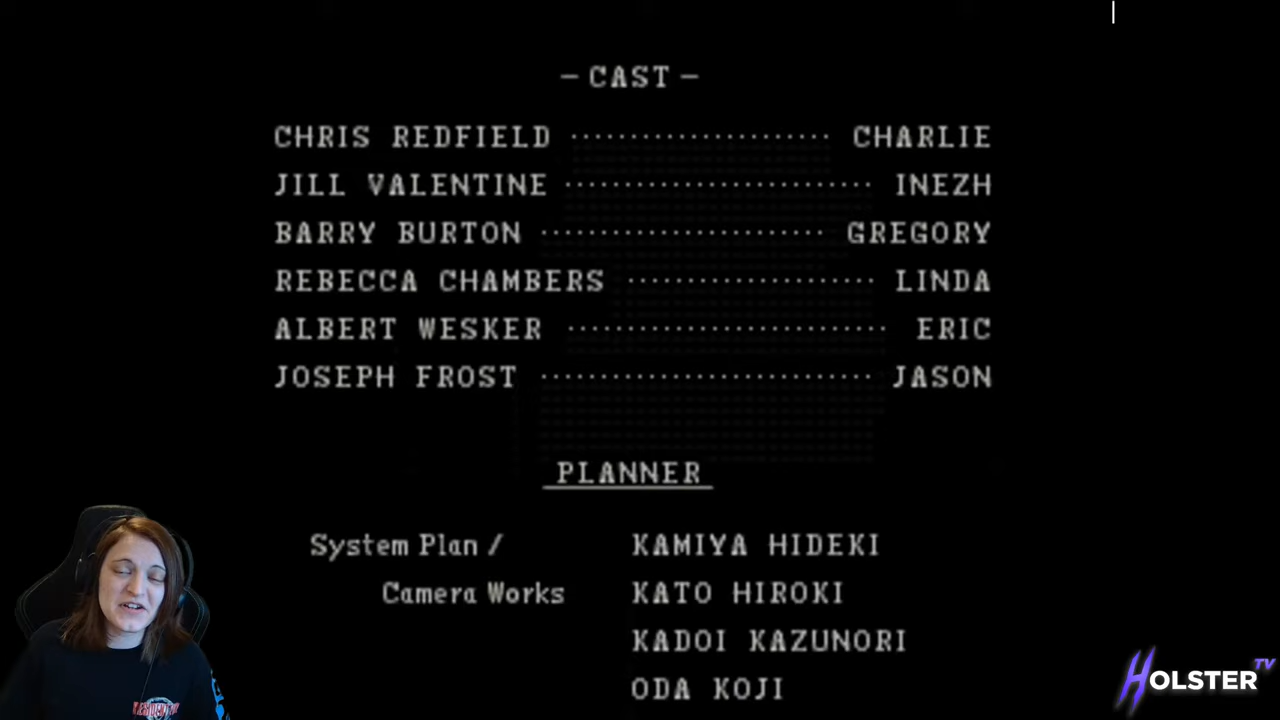 - CAST -
CHRIS REDFIELD ······················ CHARLIE
JILL VALENTINE ·························· INEZH
BARRY BURTON ························ GREGORY
REBECCA CHAMBERS ····················· LINDA
ALBERT WESKER ··························· ERIC
JOSEPH FROST ···························· JASON
PLANNER
System Plan / KAMIYA HIDEKI
Camera Works KATO HIROKI
KADOI KAZUNORI
ODA KOJI
HOLSTER TV